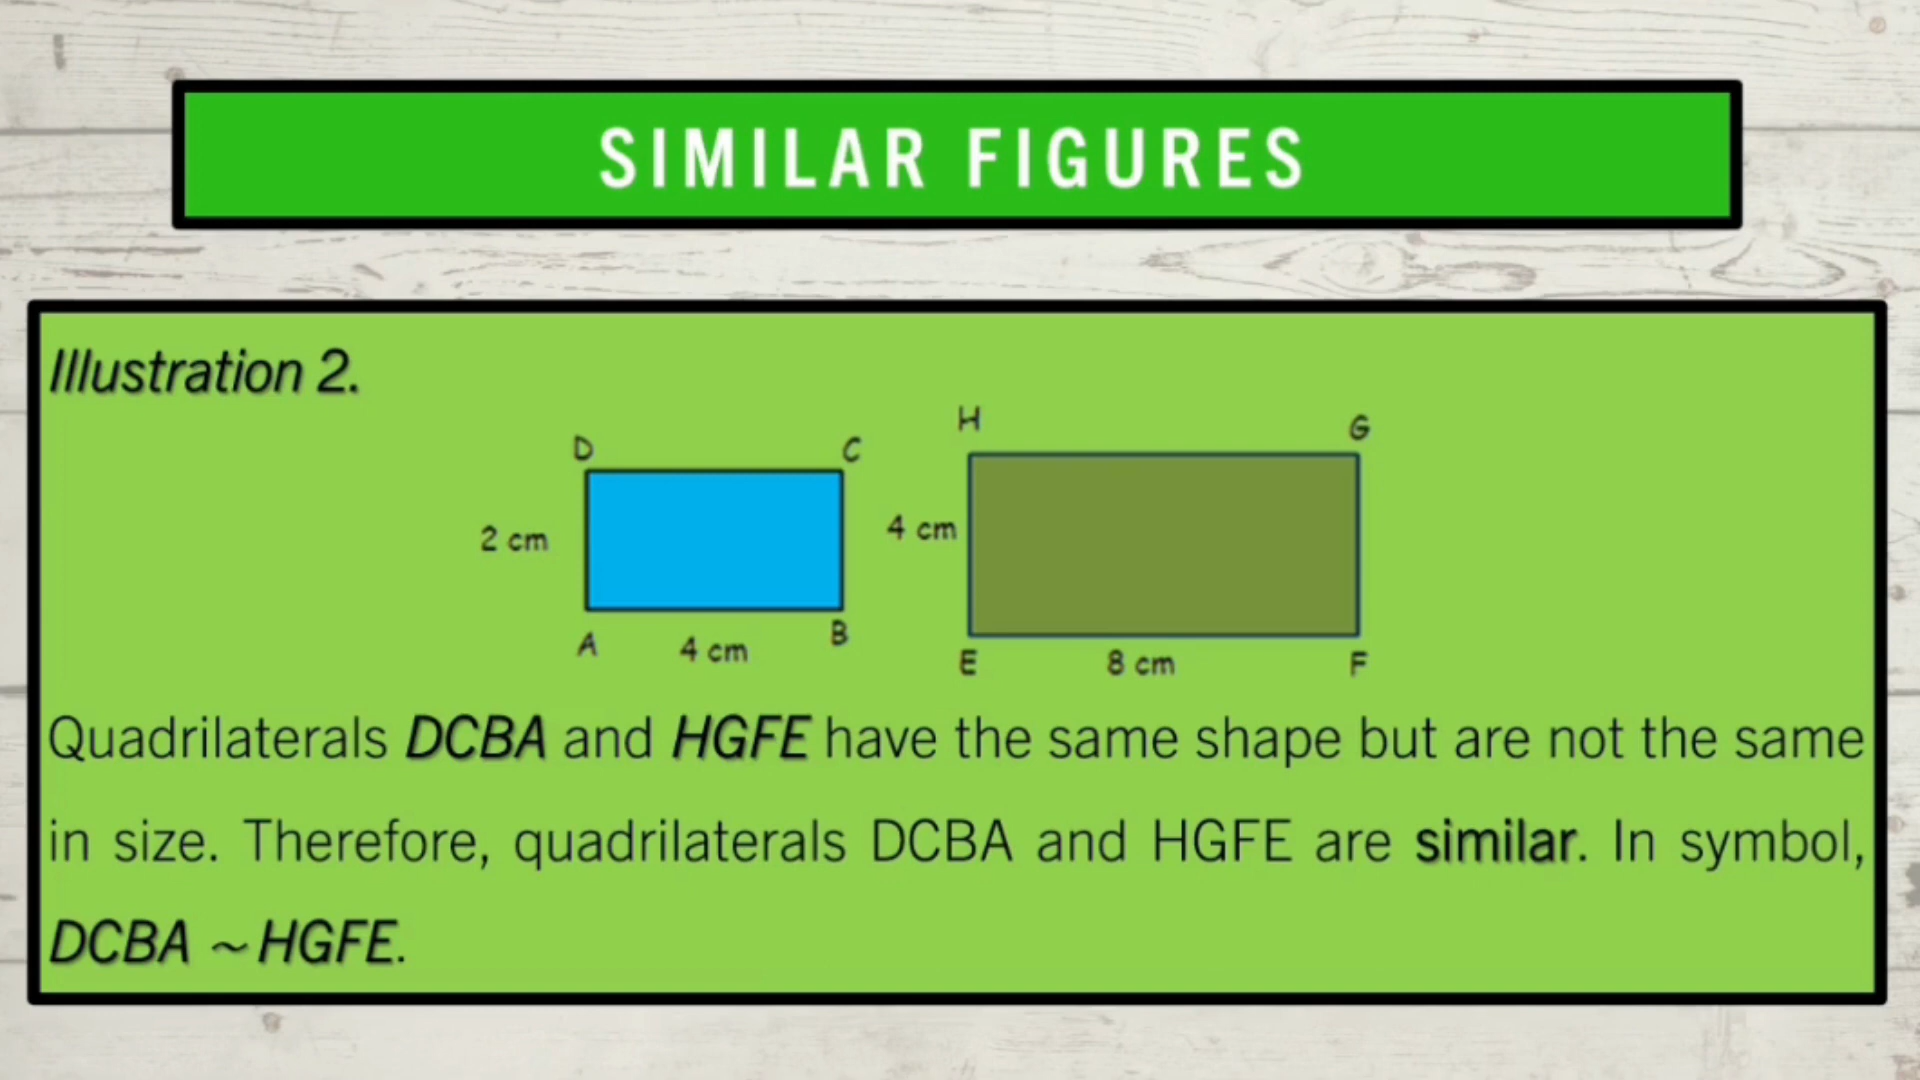 SIMILAR FIGURES
Illustration 2.
H
G
D
C
2 cm
4 cm
A
4 cm
B
E
8 cm
F
Quadrilaterals DCBA and HGFE have the same shape but are not the same
in size. Therefore, quadrilaterals DCBA and HGFE are similar. In symbol,
DCBA ~ HGFE.